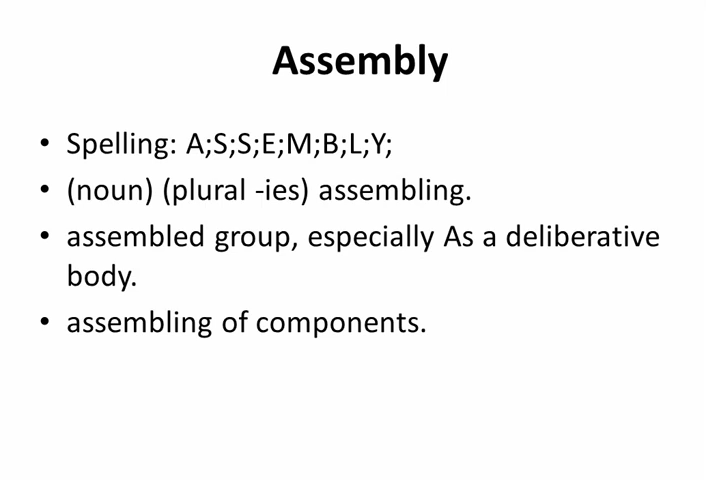 Assembly
• Spelling: A;S;S;E;M;B;L;Y;
• (noun) (plural -ies) assembling.
• assembled group, especially As a deliberative
body.
• assembling of components.